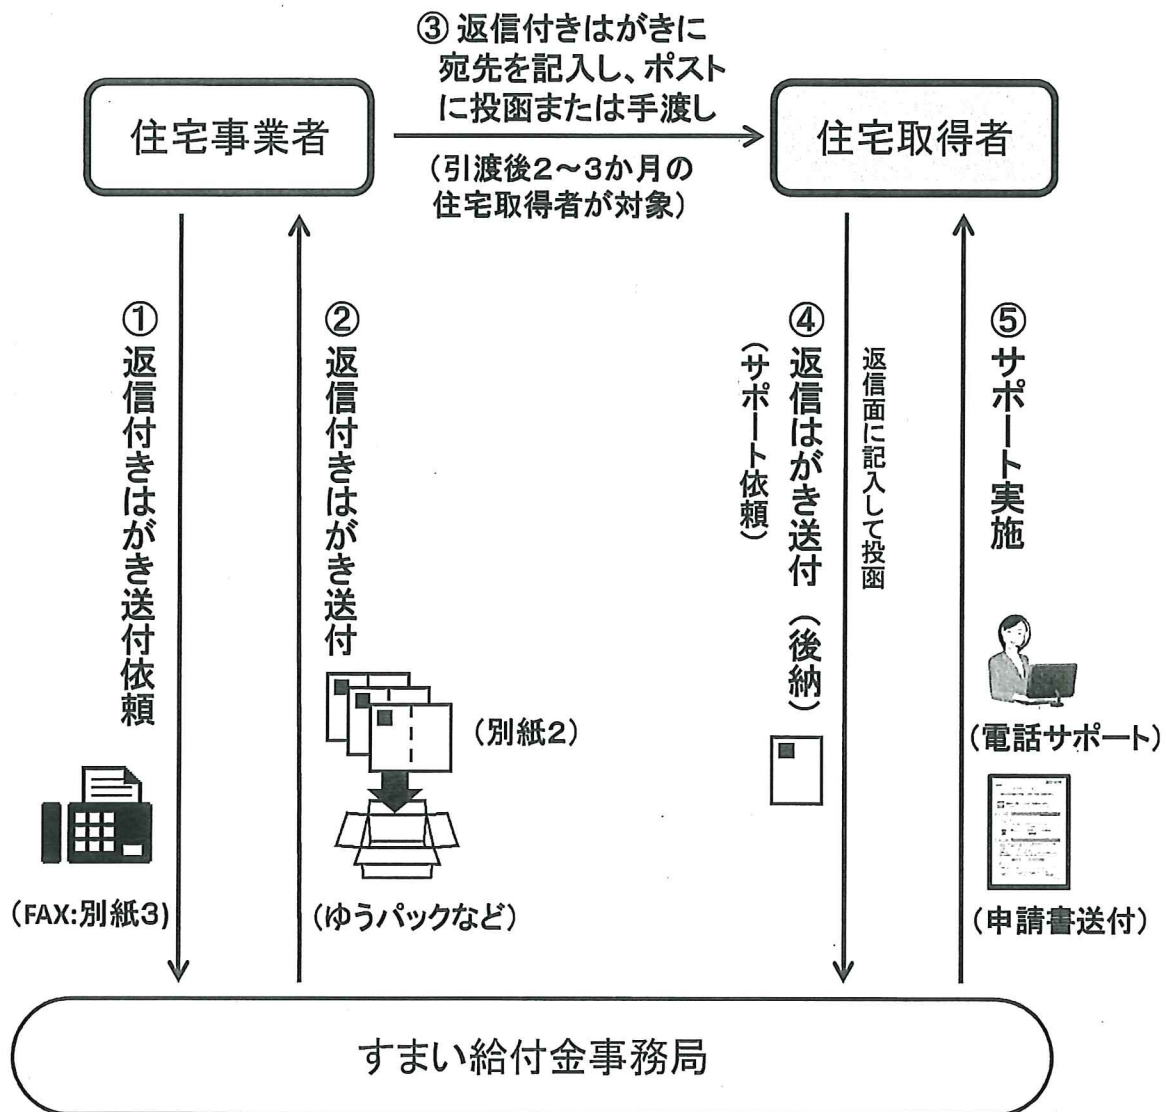 ③ 返信付きはがきに
宛先を記入し、ポスト
に投函または手渡し
住宅事業者
住宅取得者
(引渡後2～3か月の
住宅取得者が対象)
①返信付きはがき送付依頼
②返信付きはがき送付
④返信はがき送付(後納)
(サポート依頼)
返信面に記入して投函
⑤サポート実施
(別紙2)
(電話サポート)
(FAX:別紙3)
(ゆうパックなど)
(申請書送付)
すまい給付金事務局